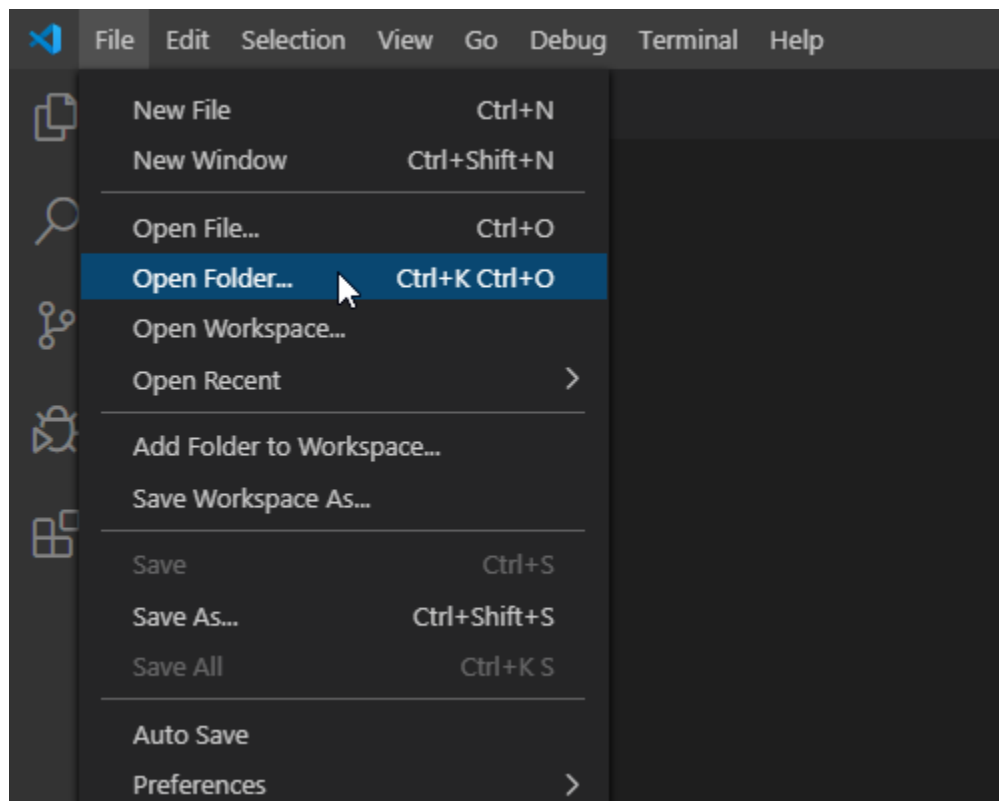 File Edit Selection View Go Debug Terminal Help
New File Ctrl+N
New Window Ctrl+Shift+N
Open File... Ctrl+O
Open Folder... Ctrl+K Ctrl+O
Open Workspace...
Open Recent
Add Folder to Workspace...
Save Workspace As...
Save Ctrl+S
Save As... Ctrl+Shift+S
Save All Ctrl+K S
Auto Save
Preferences